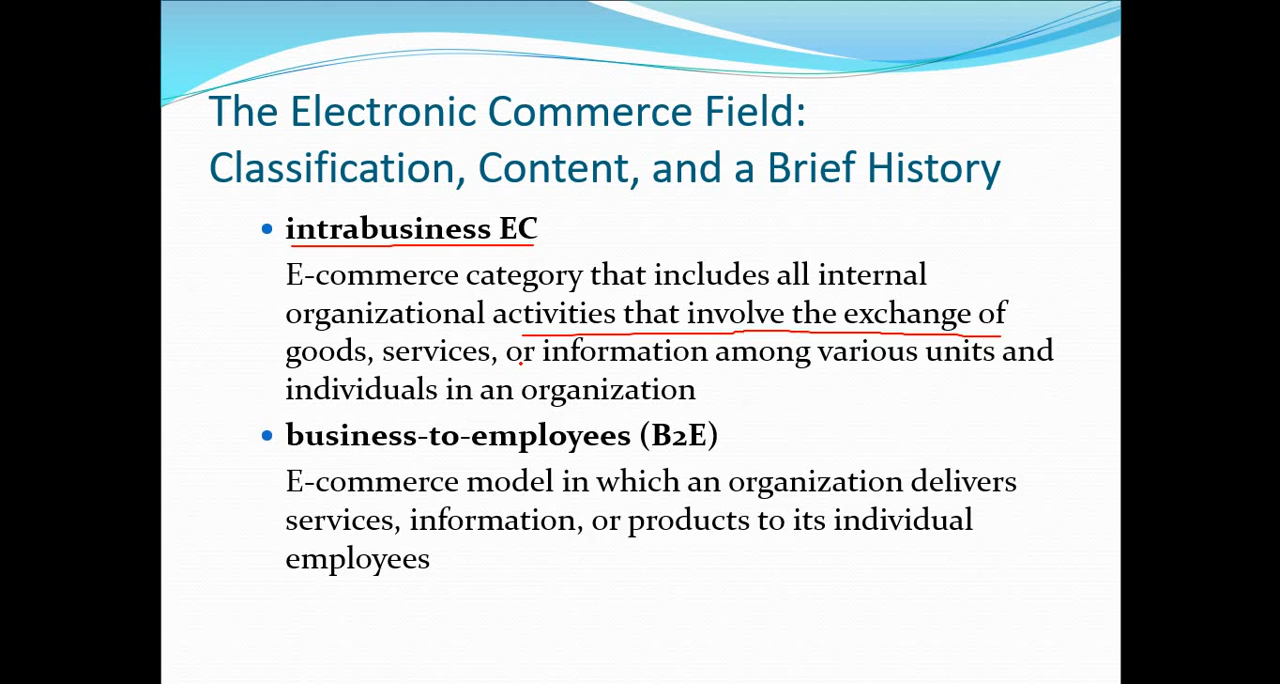 The Electronic Commerce Field:
Classification, Content, and a Brief History
• intrabusiness EC
E-commerce category that includes all internal
organizational activities that involve the exchange of
goods, services, or information among various units and
individuals in an organization
• business-to-employees (B2E)
E-commerce model in which an organization delivers
services, information, or products to its individual
employees